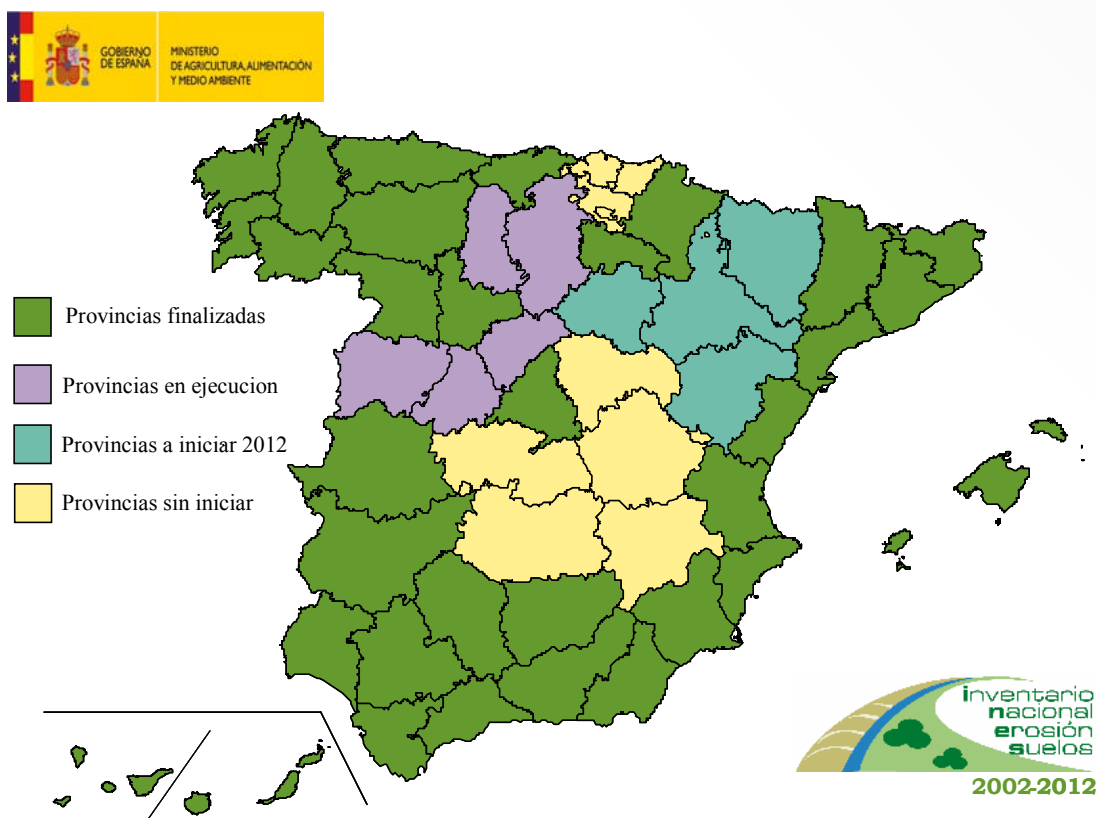 GOBIERNO
DE ESPAÑA
MINISTERIO
DE AGRICULTURA, ALIMENTACIÓN
Y MEDIO AMBIENTE
Provincias finalizadas
Provincias en ejecucion
Provincias a iniciar 2012
Provincias sin iniciar
inventario
nacional
erosión
suelos
2002-2012